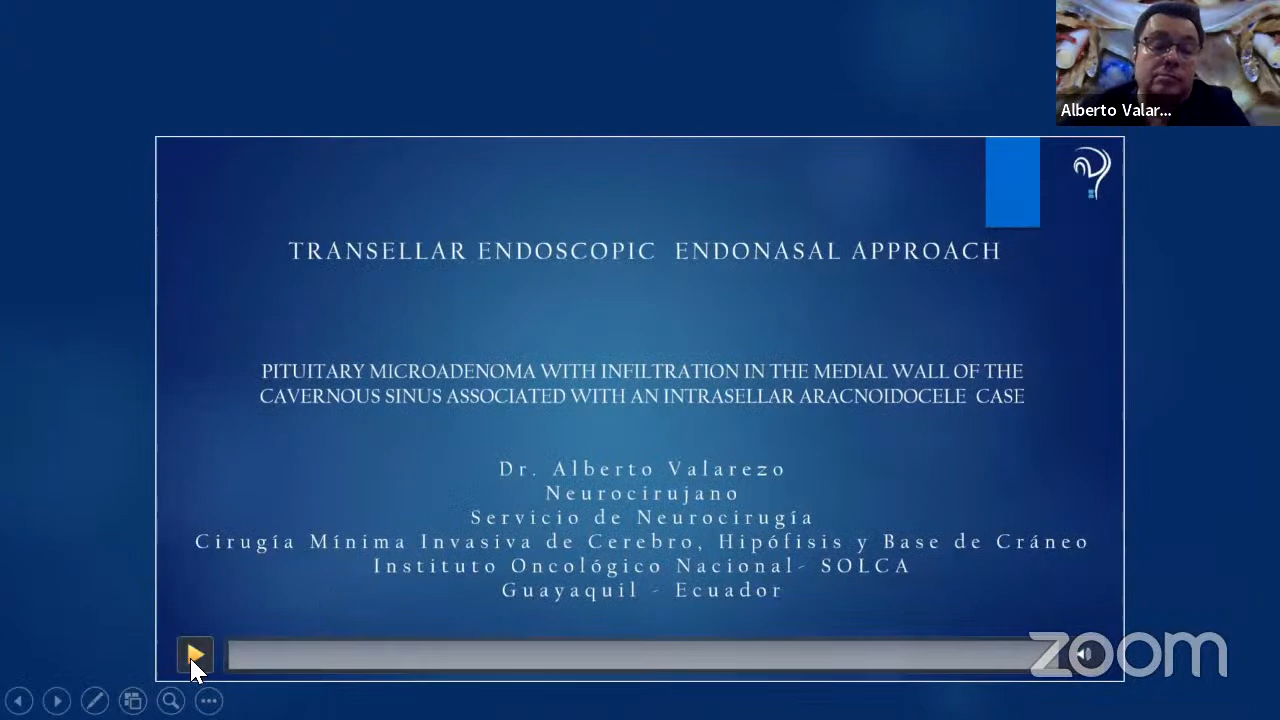 Alberto Valar...
TRANSELLAR ENDOSCOPIC ENDONASAL APPROACH
PITUITARY MICROADENOMA WITH INFILTRATION IN THE MEDIAL WALL OF THE
CAVERNOUS SINUS ASSOCIATED WITH AN INTRASELLAR ARACNOIDOCELE CASE
Dr. Alberto Valarezo
Neurocirujano
Servicio de Neurocirugía
Cirugía Mínima Invasiva de Cerebro, Hipófisis y Base de Cráneo
Instituto Oncológico Nacional- SOLCA
Guayaquil - Ecuador
zoom